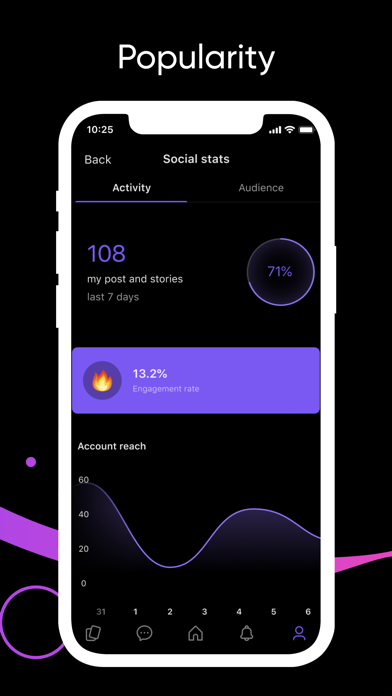 Popularity
10:25
Back
Social stats
Activity
Audience
108
my post and stories
last 7 days
71%
13.2%
Engagement rate
Account reach
60
40
20
0
31 1 2 3 4 5 6